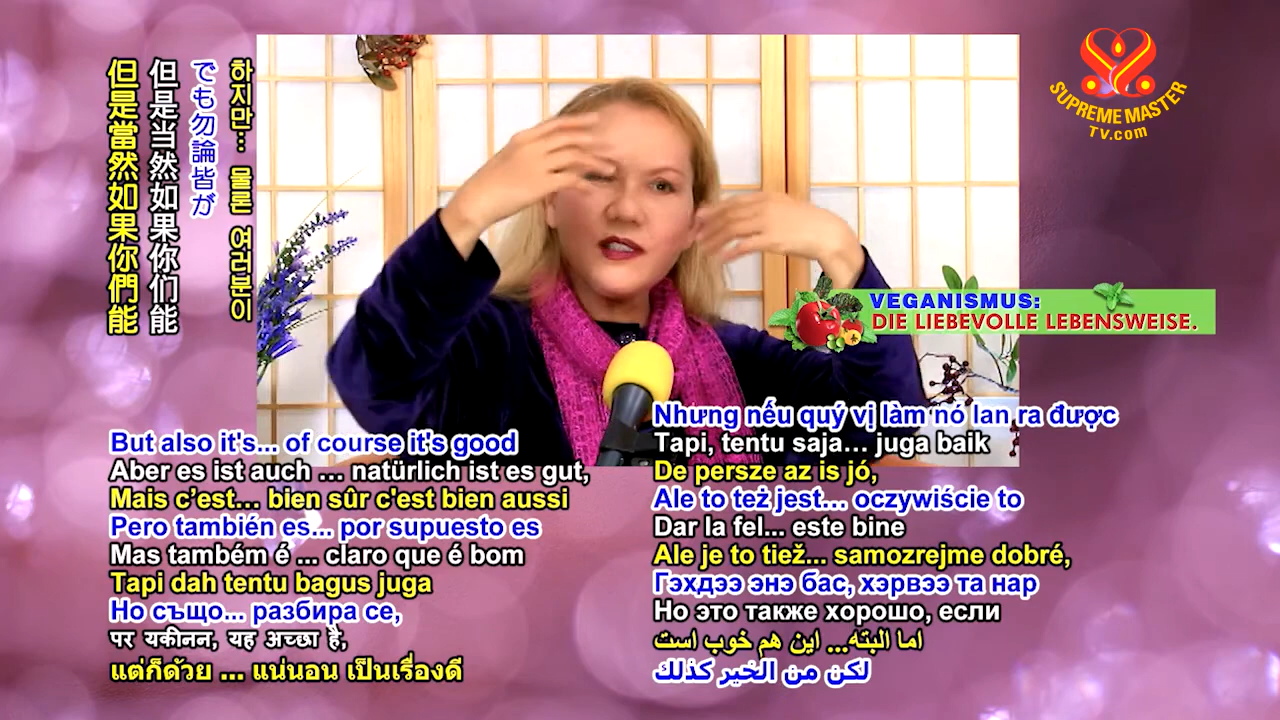 SUPREME MASTER
TV.com
하지만... 물론 여러분이
でも勿論皆が
但是当然如果你们能
但是當然如果你們能
VEGANISMUS:
DIE LIEBEVOLLE LEBENSWEISE.
But also it's... of course it's good
Aber es ist auch … natürlich ist es gut,
Mais c’est... bien sûr c'est bien aussi
Pero también es... por supuesto es
Mas também é ... claro que é bom
Tapi dah tentu bagus juga
Но също... разбира се,
पर यकीनन, यह अच्छा है,
แต่ก็ด้วย ... แน่นอน เป็นเรื่องดี
Nhưng nếu quý vị làm nó lan ra được
Tapi, tentu saja… juga baik
De persze az is jó,
Ale to też jest... oczywiście to
Dar la fel... este bine
Ale je to tiež... samozrejme dobré,
Гэхдээ энэ бас, хэрвээ та нар
Но это также хорошо, если
اما البته... این هم خوب است
لكن من الخير كذلك